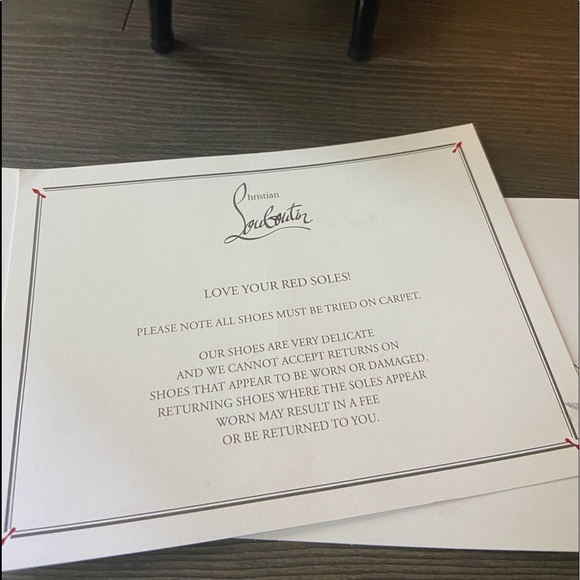 Christian
Louboutin
LOVE YOUR RED SOLES!
PLEASE NOTE ALL SHOES MUST BE TRIED ON CARPET.
OUR SHOES ARE VERY DELICATE
AND WE CANNOT ACCEPT RETURNS ON
SHOES THAT APPEAR TO BE WORN OR DAMAGED.
RETURNING SHOES WHERE THE SOLES APPEAR
WORN MAY RESULT IN A FEE
OR BE RETURNED TO YOU.